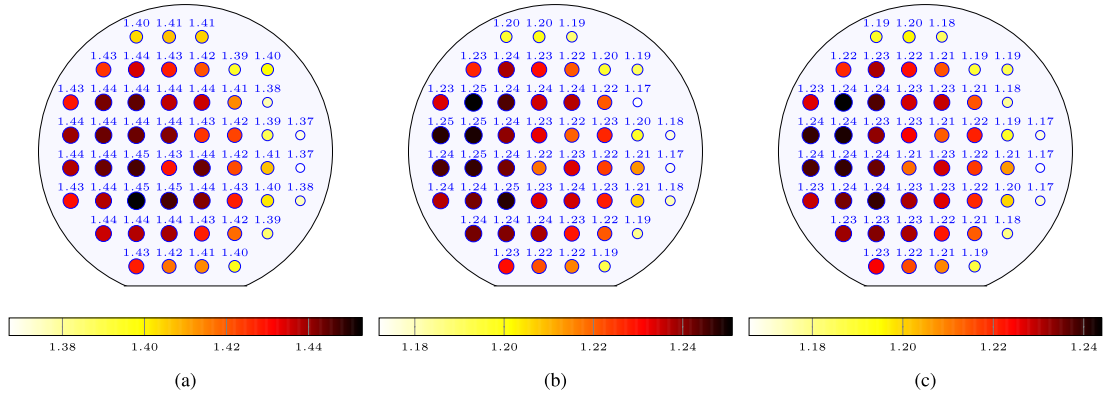 1.40 1.41 1.41
1.43 1.44 1.43 1.42 1.39 1.40
1.43 1.44 1.44 1.44 1.44 1.41 1.38
1.44 1.44 1.44 1.44 1.43 1.42 1.39 1.37
1.44 1.44 1.45 1.43 1.44 1.42 1.41 1.37
1.43 1.44 1.45 1.45 1.44 1.43 1.40 1.38
1.44 1.44 1.44 1.43 1.42 1.39
1.43 1.42 1.41 1.40
1.38 1.40 1.42 1.44
(a)
1.20 1.20 1.19
1.23 1.24 1.23 1.22 1.20 1.19
1.23 1.25 1.24 1.23 1.24 1.22 1.17
1.25 1.25 1.24 1.23 1.22 1.23 1.20 1.18
1.24 1.25 1.24 1.22 1.23 1.22 1.21 1.17
1.24 1.24 1.25 1.24 1.23 1.22 1.21 1.18
1.24 1.24 1.24 1.23 1.22 1.19
1.23 1.22 1.22 1.19
1.18 1.20 1.22 1.24
(b)
1.19 1.20 1.18
1.22 1.23 1.22 1.21 1.19 1.19
1.23 1.24 1.24 1.23 1.23 1.21 1.18
1.24 1.24 1.23 1.22 1.21 1.22 1.19 1.17
1.24 1.24 1.23 1.21 1.23 1.22 1.21 1.17
1.23 1.23 1.24 1.23 1.22 1.22 1.20 1.17
1.23 1.23 1.23 1.22 1.21 1.18
1.23 1.22 1.21 1.19
1.18 1.20 1.22 1.24
(c)